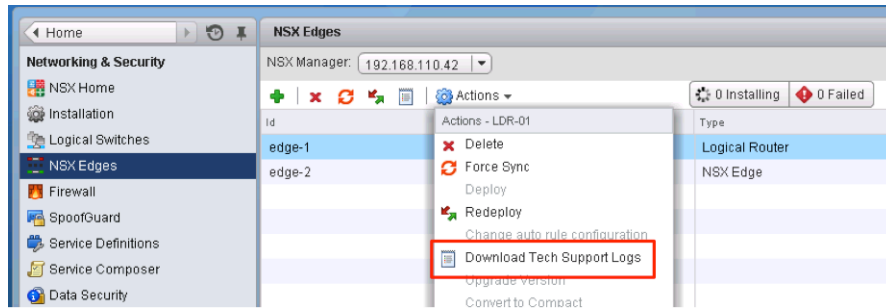 Home
NSX Edges
Networking & Security
NSX Manager: 192.168.110.42
NSX Home
Actions
0 Installing
0 Failed
Installation
Id
Actions - LDR-01
Type
Logical Switches
edge-1
Delete
Logical Router
NSX Edges
edge-2
Force Sync
NSX Edge
Deploy
Firewall
Redeploy
SpoofGuard
Change auto rule configuration
Service Definitions
Download Tech Support Logs
Service Composer
Upgrade Version
Data Security
Convert to Compact